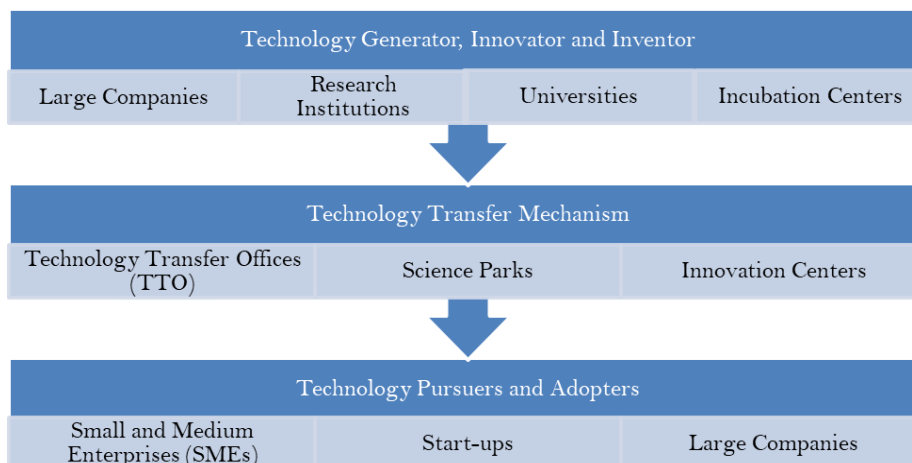 Technology Generator, Innovator and Inventor
Large Companies
Research
Institutions
Universities
Incubation Centers
Technology Transfer Mechanism
Technology Transfer Offices
(TTO)
Science Parks
Innovation Centers
Technology Pursuers and Adopters
Small and Medium
Enterprises (SMEs)
Start-ups
Large Companies